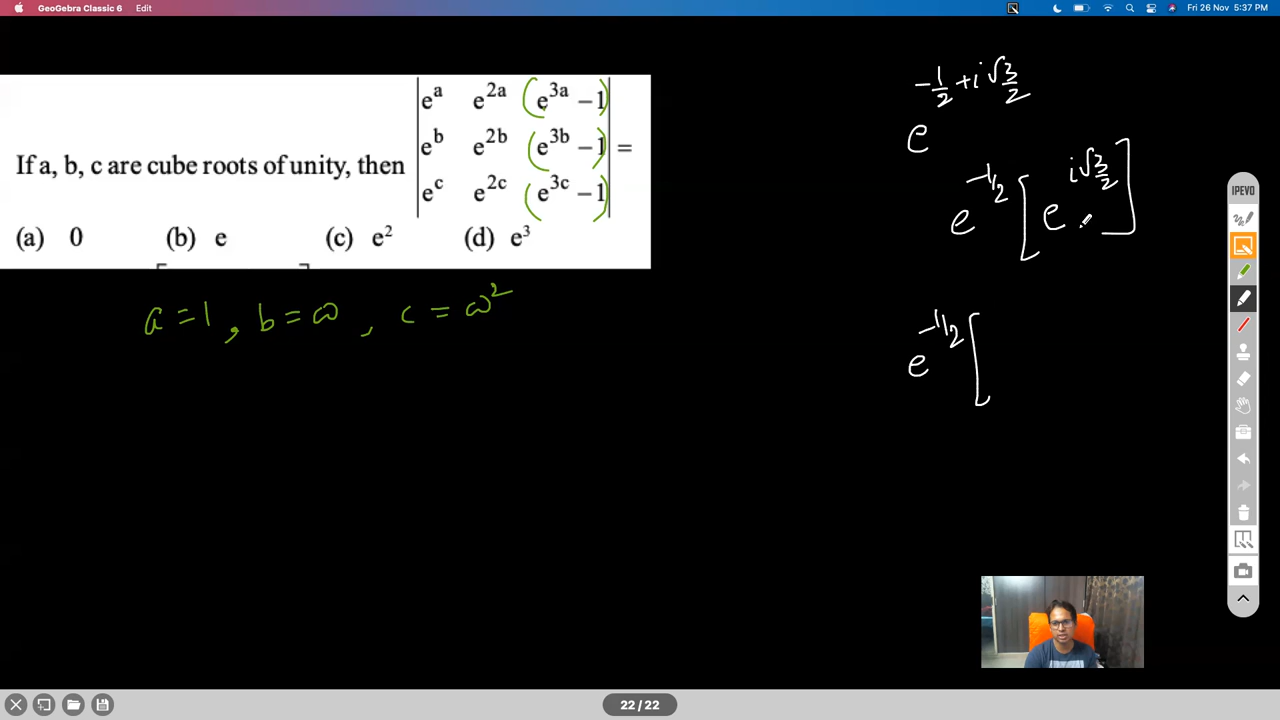 GeoGebra Classic 6 Edit Fri 26 Nov 5:37 PM
If a, b, c are cube roots of unity, then
e^a e^2a (e^3a − 1)
e^b e^2b (e^3b − 1) =
e^c e^2c (e^3c − 1)
(a) 0 (b) e (c) e^2 (d) e^3
a = 1, b = ω, c = ω^2
e^(-1/2 + i√3/2)
e^(-1/2) [ e^(i√3/2) ]
e^(-1/2) [
IPEVO
22 / 22